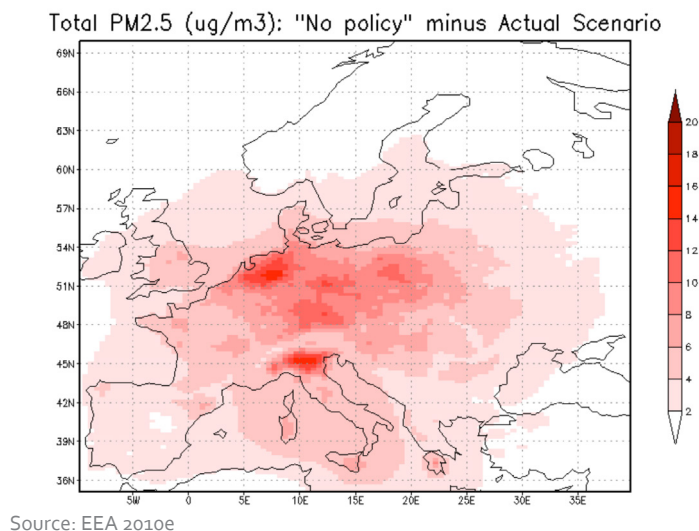 Total PM2.5 (ug/m3): "No policy" minus Actual Scenario
69N
66N
63N
60N
57N
54N
51N
48N
45N
42N
39N
36N
5W 0 5E 10E 15E 20E 25E 30E 35E
20
18
16
14
12
10
8
6
4
2
Source: EEA 2010e